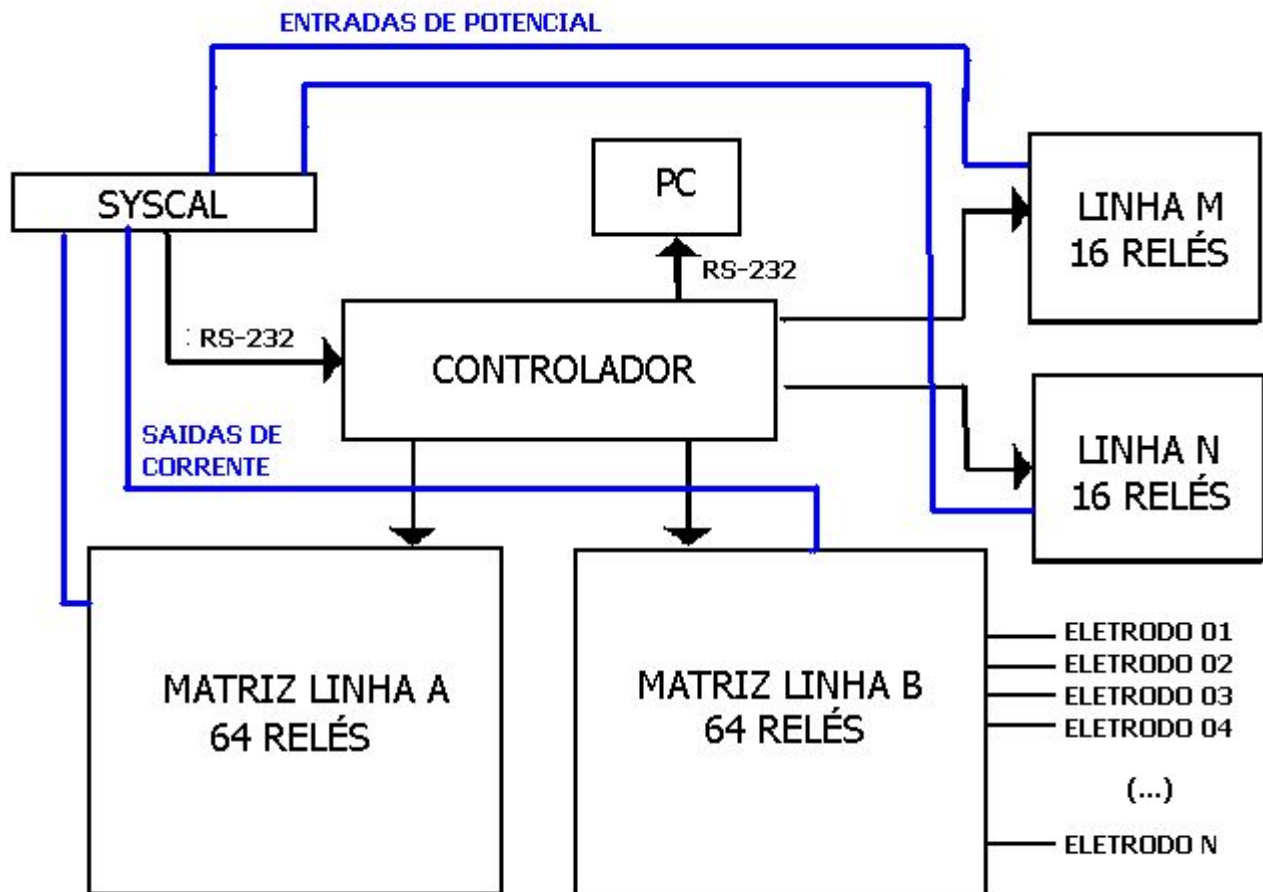 ENTRADAS DE POTENCIAL
SYSCAL
PC
LINHA M
16 RELÉS
RS-232
: RS-232
CONTROLADOR
SAIDAS DE
CORRENTE
LINHA N
16 RELÉS
MATRIZ LINHA A
64 RELÉS
MATRIZ LINHA B
64 RELÉS
ELETRODO 01
ELETRODO 02
ELETRODO 03
ELETRODO 04
(...)
ELETRODO N